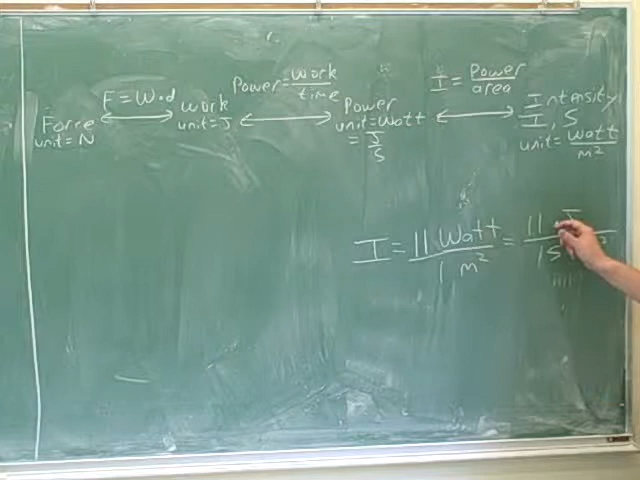 Force
unit=N
F=W•d
work
unit=J
Power=work/time
Power
unit=Watt
=J/s
I=Power/area
Intensity
I, S
unit=Watt/m²
I=11 Watt/1 m²=11 J/1s